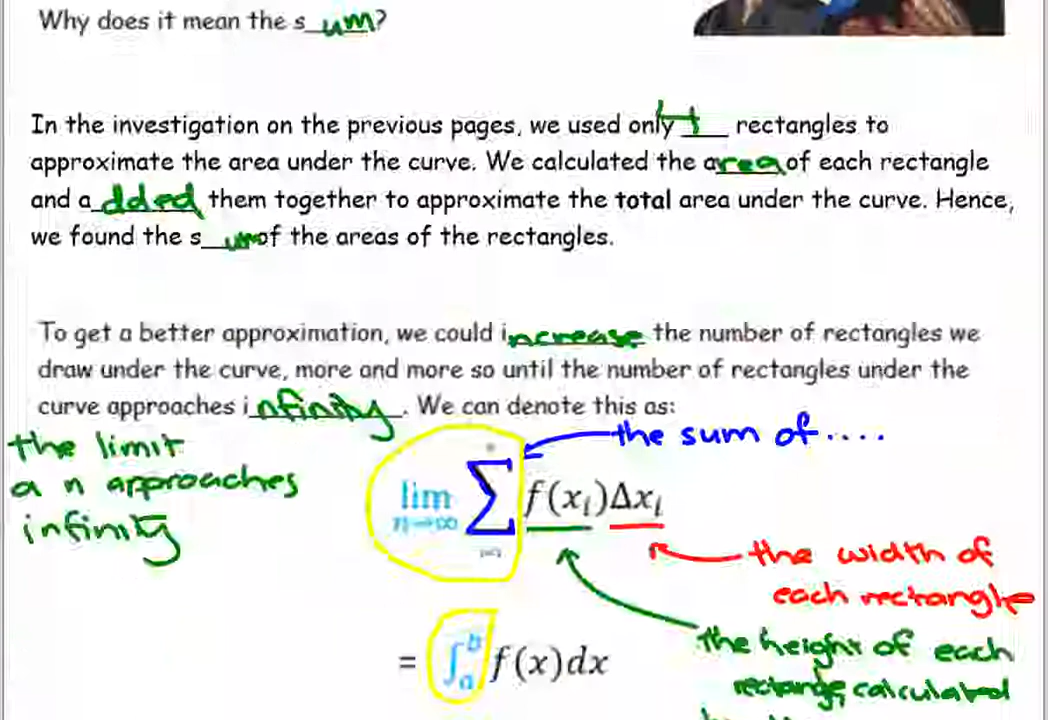 Why does it mean the s um?
In the investigation on the previous pages, we used only 4 rectangles to
approximate the area under the curve. We calculated the area of each rectangle
and a dded them together to approximate the total area under the curve. Hence,
we found the s um of the areas of the rectangles.
To get a better approximation, we could increase the number of rectangles we
draw under the curve, more and more so until the number of rectangles under the
curve approaches infinity. We can denote this as:
the sum of ....
the limit
a n approaches
infinity
lim n→∞ ∑ f(xᵢ)Δxᵢ
the width of
each rectangle
the height of each
rectangle, calculated
= ∫ₐᵇ f(x)dx